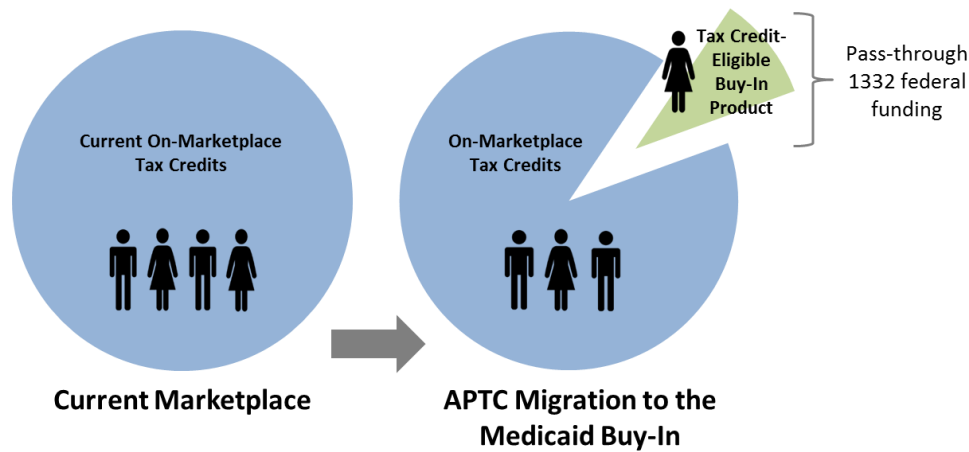 Current On-Marketplace
Tax Credits
Current Marketplace
On-Marketplace
Tax Credits
Tax Credit-
Eligible
Buy-In
Product
Pass-through
1332 federal
funding
APTC Migration to the
Medicaid Buy-In